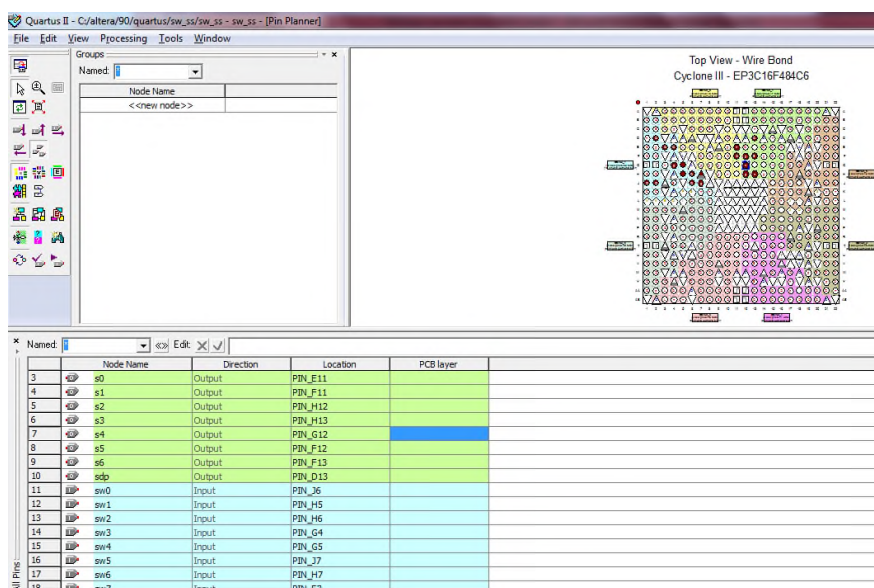 Quartus II - C:/altera/90/quartus/sw_ss/sw_ss - sw_ss - [Pin Planner]
File Edit View Processing Tools Window
Groups
Named: *
Node Name
<<new node>>
Top View - Wire Bond
Cyclone III - EP3C16F484C6
Named: * Edit:
Node Name Direction Location PCB layer
3 s0 Output PIN_E11
4 s1 Output PIN_F11
5 s2 Output PIN_H12
6 s3 Output PIN_H13
7 s4 Output PIN_G12
8 s5 Output PIN_F12
9 s6 Output PIN_F13
10 sdp Output PIN_D13
11 sw0 Input PIN_J6
12 sw1 Input PIN_H5
13 sw2 Input PIN_H6
14 sw3 Input PIN_G4
15 sw4 Input PIN_G5
16 sw5 Input PIN_J7
17 sw6 Input PIN_H7
All Pins